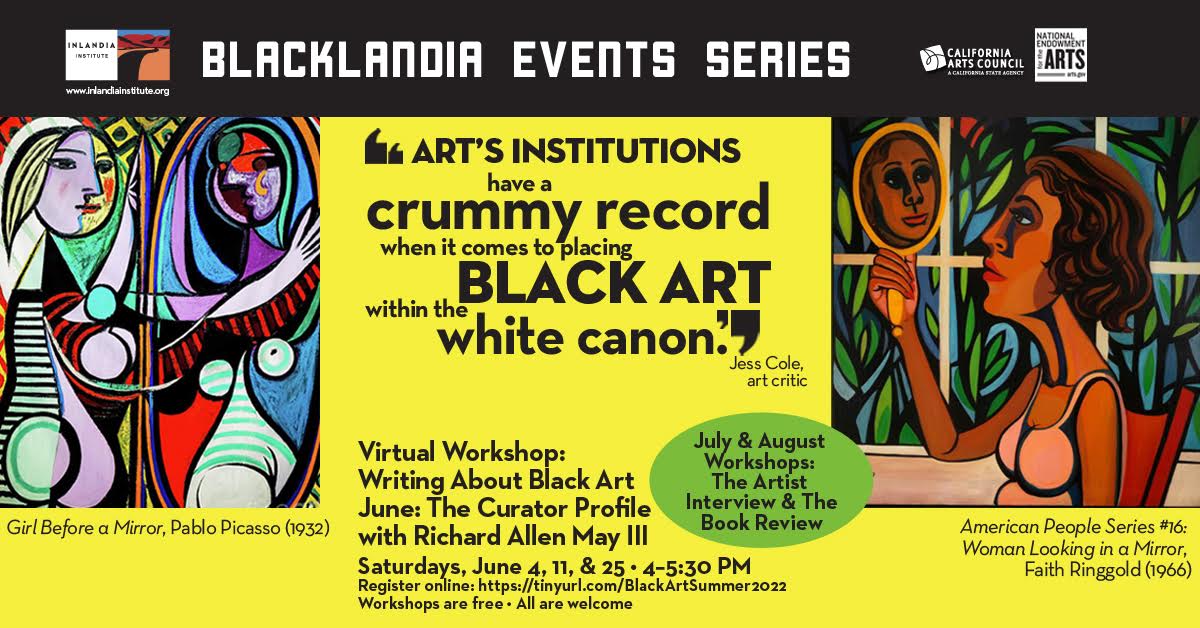 INLANDIA
INSTITUTE
www.inlandiainstitute.org
BLACKLANDIA EVENTS SERIES
CALIFORNIA
ARTS COUNCIL
A CALIFORNIA STATE AGENCY
NATIONAL
ENDOWMENT
for the
ARTS
arts.gov
“ART’S INSTITUTIONS
have a
crummy record
when it comes to placing
BLACK ART
within the
white canon.”
Jess Cole,
art critic
Virtual Workshop:
Writing About Black Art
June: The Curator Profile
with Richard Allen May III
Saturdays, June 4, 11, & 25 • 4–5:30 PM
Register online: https://tinyurl.com/BlackArtSummer2022
Workshops are free • All are welcome
July & August
Workshops:
The Artist
Interview & The
Book Review
Girl Before a Mirror, Pablo Picasso (1932)
American People Series #16:
Woman Looking in a Mirror,
Faith Ringgold (1966)